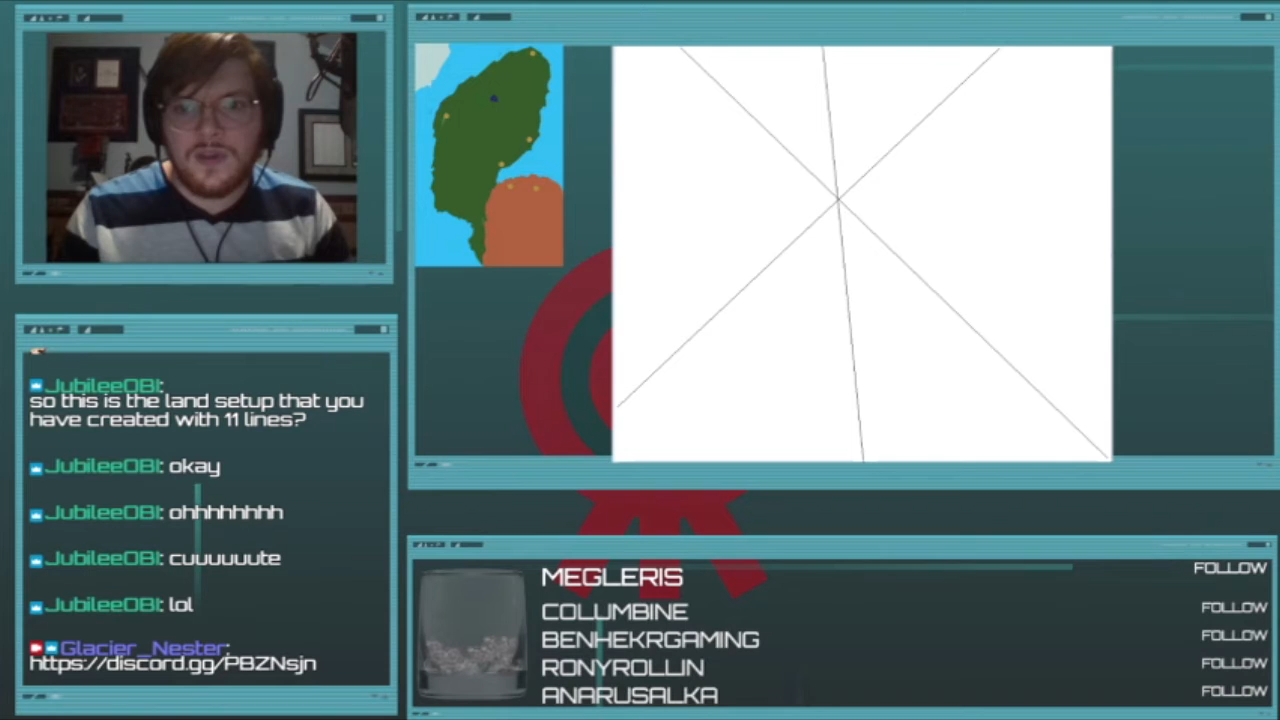 JubileeOBI:
so this is the land setup that you
have created with 11 lines?
JubileeOBI: okay
JubileeOBI: ohhhhhhhh
JubileeOBI: cuuuuuute
JubileeOBI: lol
Glacier_Nester:
https://discord.gg/PBZNsjn
MEGLERIS FOLLOW
COLUMBINE FOLLOW
BENHEKRGAMING FOLLOW
RONYROLLIN FOLLOW
ANARUSALKA FOLLOW